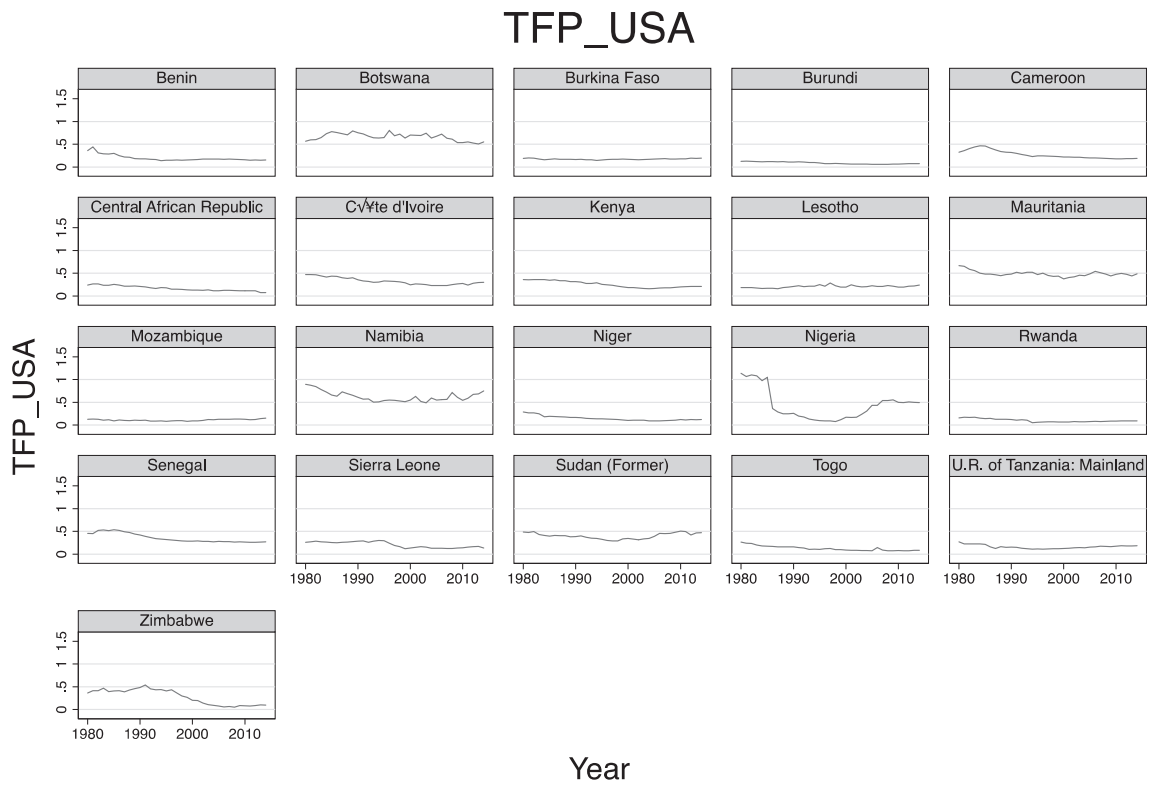 TFP_USA
Benin
Botswana
Burkina Faso
Burundi
Cameroon
1.5
1
.5
0
Central African Republic
C√¥te d'Ivoire
Kenya
Lesotho
Mauritania
1.5
1
.5
0
Mozambique
Namibia
Niger
Nigeria
Rwanda
1.5
1
.5
0
Senegal
Sierra Leone
Sudan (Former)
Togo
U.R. of Tanzania: Mainland
1.5
1
.5
0
1980 1990 2000 2010
1980 1990 2000 2010
1980 1990 2000 2010
1980 1990 2000 2010
Zimbabwe
1.5
1
.5
0
1980 1990 2000 2010
TFP_USA
Year